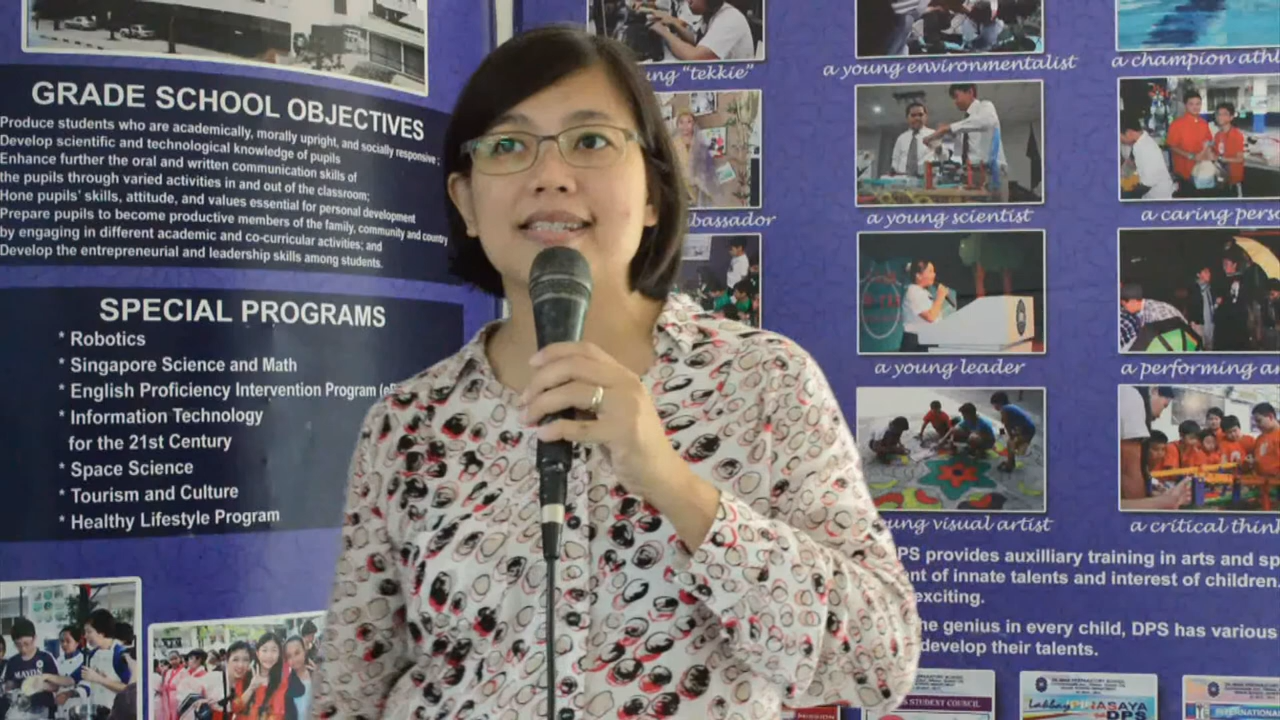 GRADE SCHOOL OBJECTIVES
Produce students who are academically, morally upright, and socially responsive;
Develop scientific and technological knowledge of pupils
Enhance further the oral and written communication skills of
the pupils through varied activities in and out of the classroom;
Hone pupils' skills, attitude, and values essential for personal development
Prepare pupils to become productive members of the family, community and country
by engaging in different academic and co-curricular activities; and
Develop the entrepreneurial and leadership skills among students.
SPECIAL PROGRAMS
* Robotics
* Singapore Science and Math
* English Proficiency Intervention Program
* Information Technology
for the 21st Century
* Space Science
* Tourism and Culture
* Healthy Lifestyle Program
"tekkie"
a young environmentalist
a champion
a young scientist
a caring
a young leader
a performing
visual artist
a critical
DPS provides auxilliary training in arts and
of innate talents and interest of children.
exciting.
genius in every child, DPS has various
develop their talents.
STUDENT COUNCIL
Lakbay PINASAYA
DPS
INTERNATIONAL
MISSION